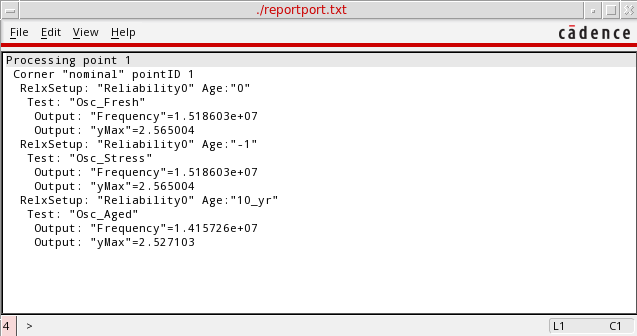 ./reportport.txt
File Edit View Help
cādence
Processing point 1
Corner "nominal" pointID 1
RelxSetup: "Reliability0" Age:"0"
Test: "Osc_Fresh"
Output: "Frequency"=1.518603e+07
Output: "yMax"=2.565004
RelxSetup: "Reliability0" Age:"-1"
Test: "Osc_Stress"
Output: "Frequency"=1.518603e+07
Output: "yMax"=2.565004
RelxSetup: "Reliability0" Age:"10_yr"
Test: "Osc_Aged"
Output: "Frequency"=1.415726e+07
Output: "yMax"=2.527103
4 > L1 C1